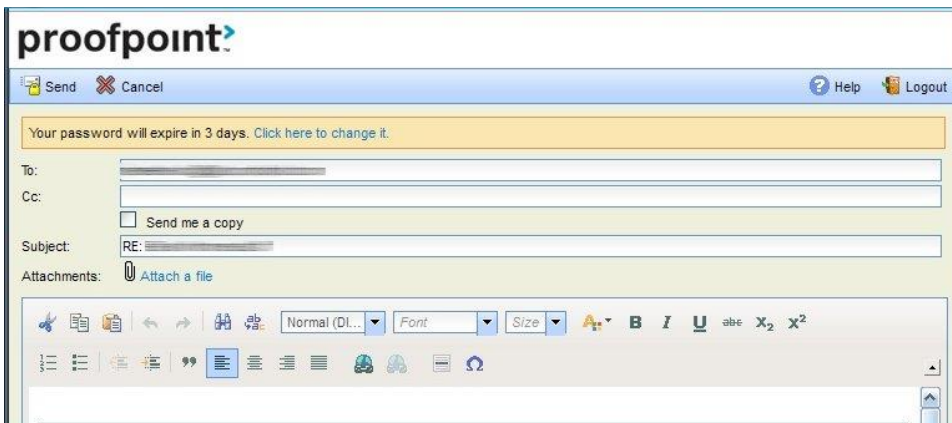 proofpoint
Send Cancel Help Logout
Your password will expire in 3 days. Click here to change it.
To:
Cc:
Send me a copy
Subject: RE:
Attachments: Attach a file
Normal (DI... Font Size A B I U abc X₂ X²